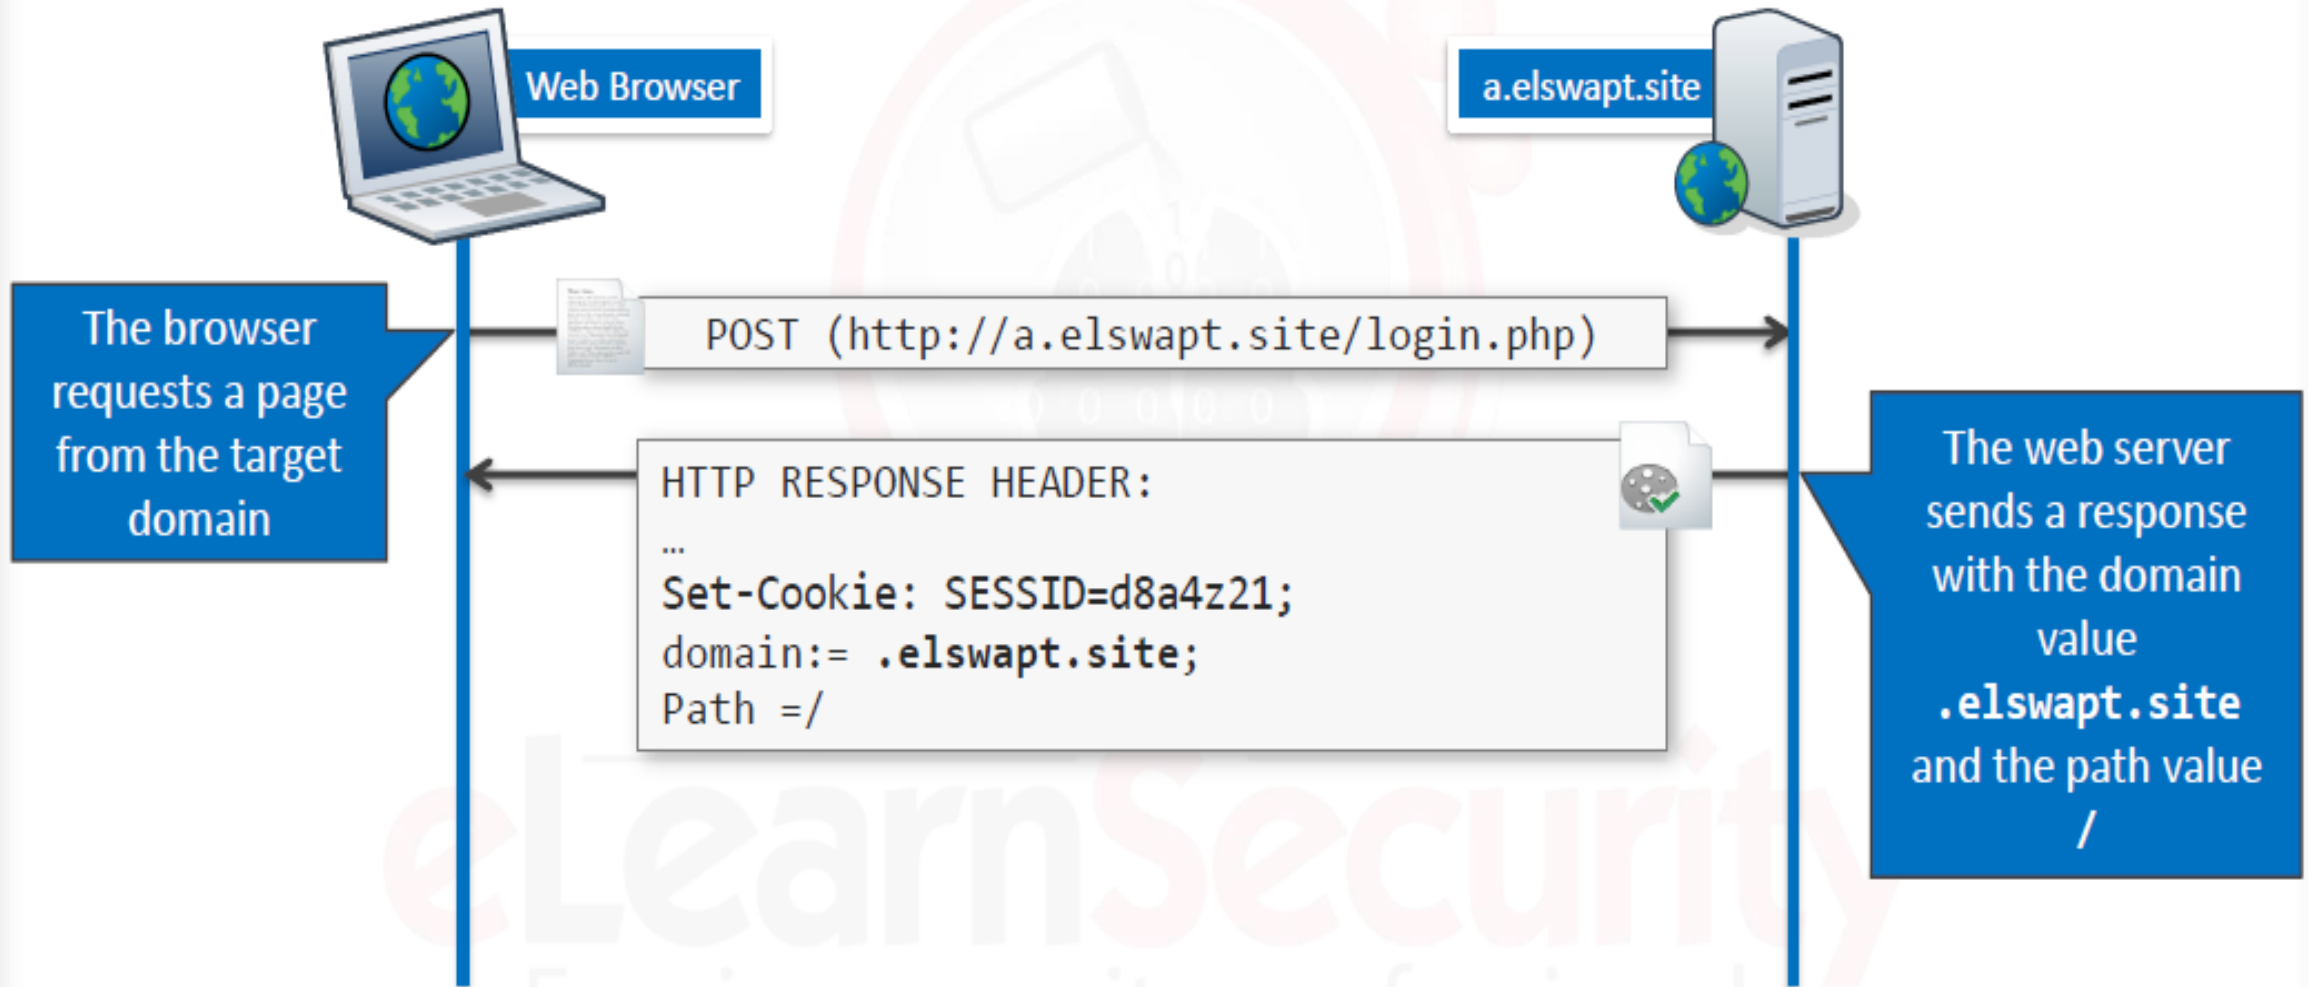 Web Browser
a.elswapt.site
The browser
requests a page
from the target
domain
POST (http://a.elswapt.site/login.php)
HTTP RESPONSE HEADER:
…
Set-Cookie: SESSID=d8a4z21;
domain:= .elswapt.site;
Path =/
The web server
sends a response
with the domain
value
.elswapt.site
and the path value
/
eLearnSecurity